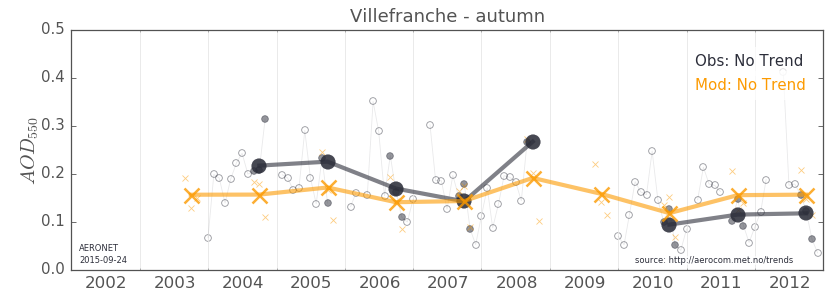 Villefranche - autumn
0.5
0.4
0.3
0.2
0.1
0.0
AOD550
Obs: No Trend
Mod: No Trend
AERONET
2015-09-24
source: http://aerocom.met.no/trends
2002 2003 2004 2005 2006 2007 2008 2009 2010 2011 2012